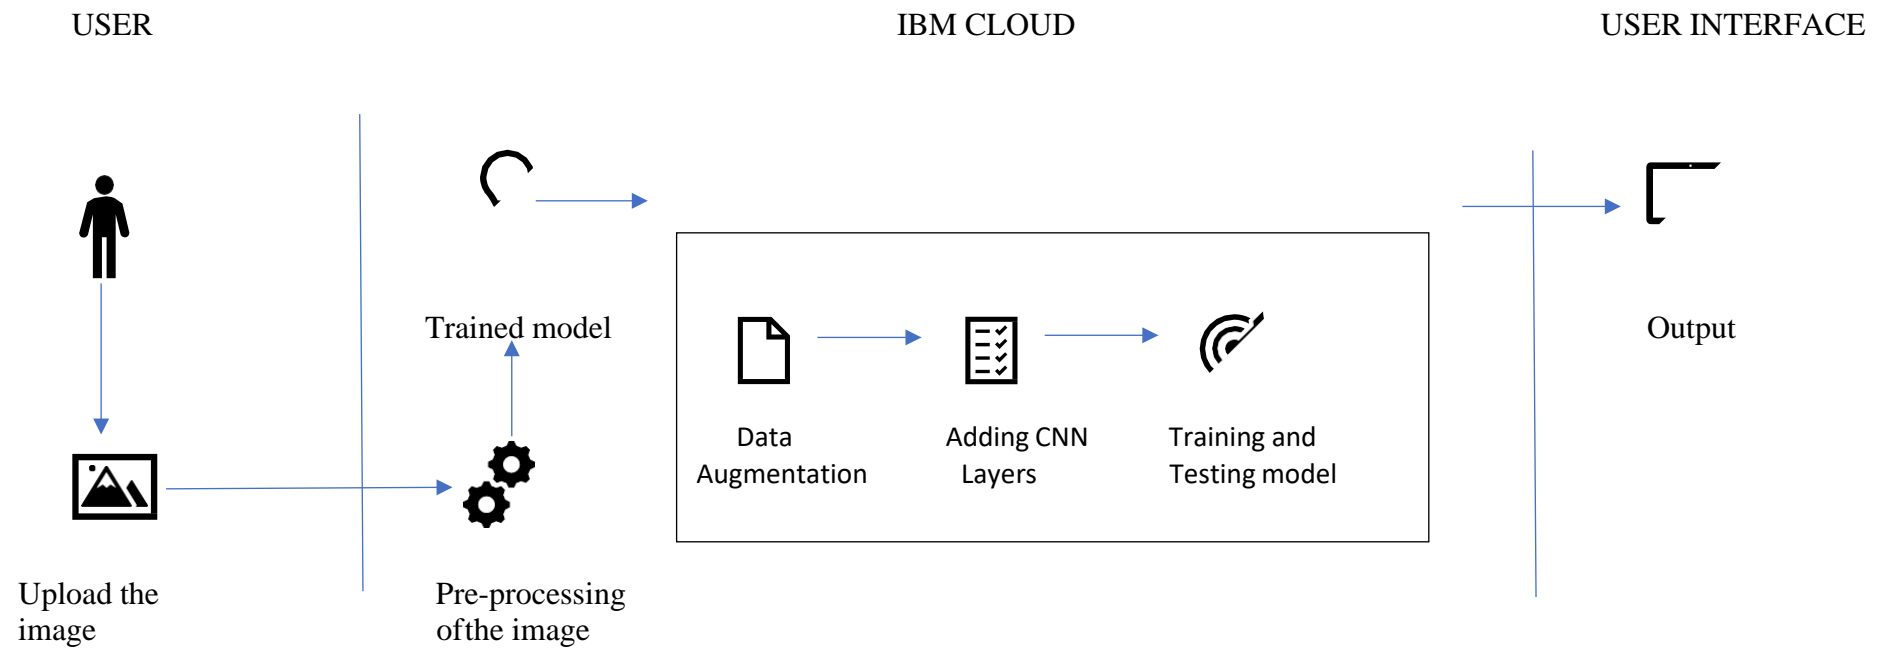 USER
IBM CLOUD
USER INTERFACE
Trained model
Output
Data
Augmentation
Adding CNN
Layers
Training and
Testing model
Upload the
image
Pre-processing
ofthe image